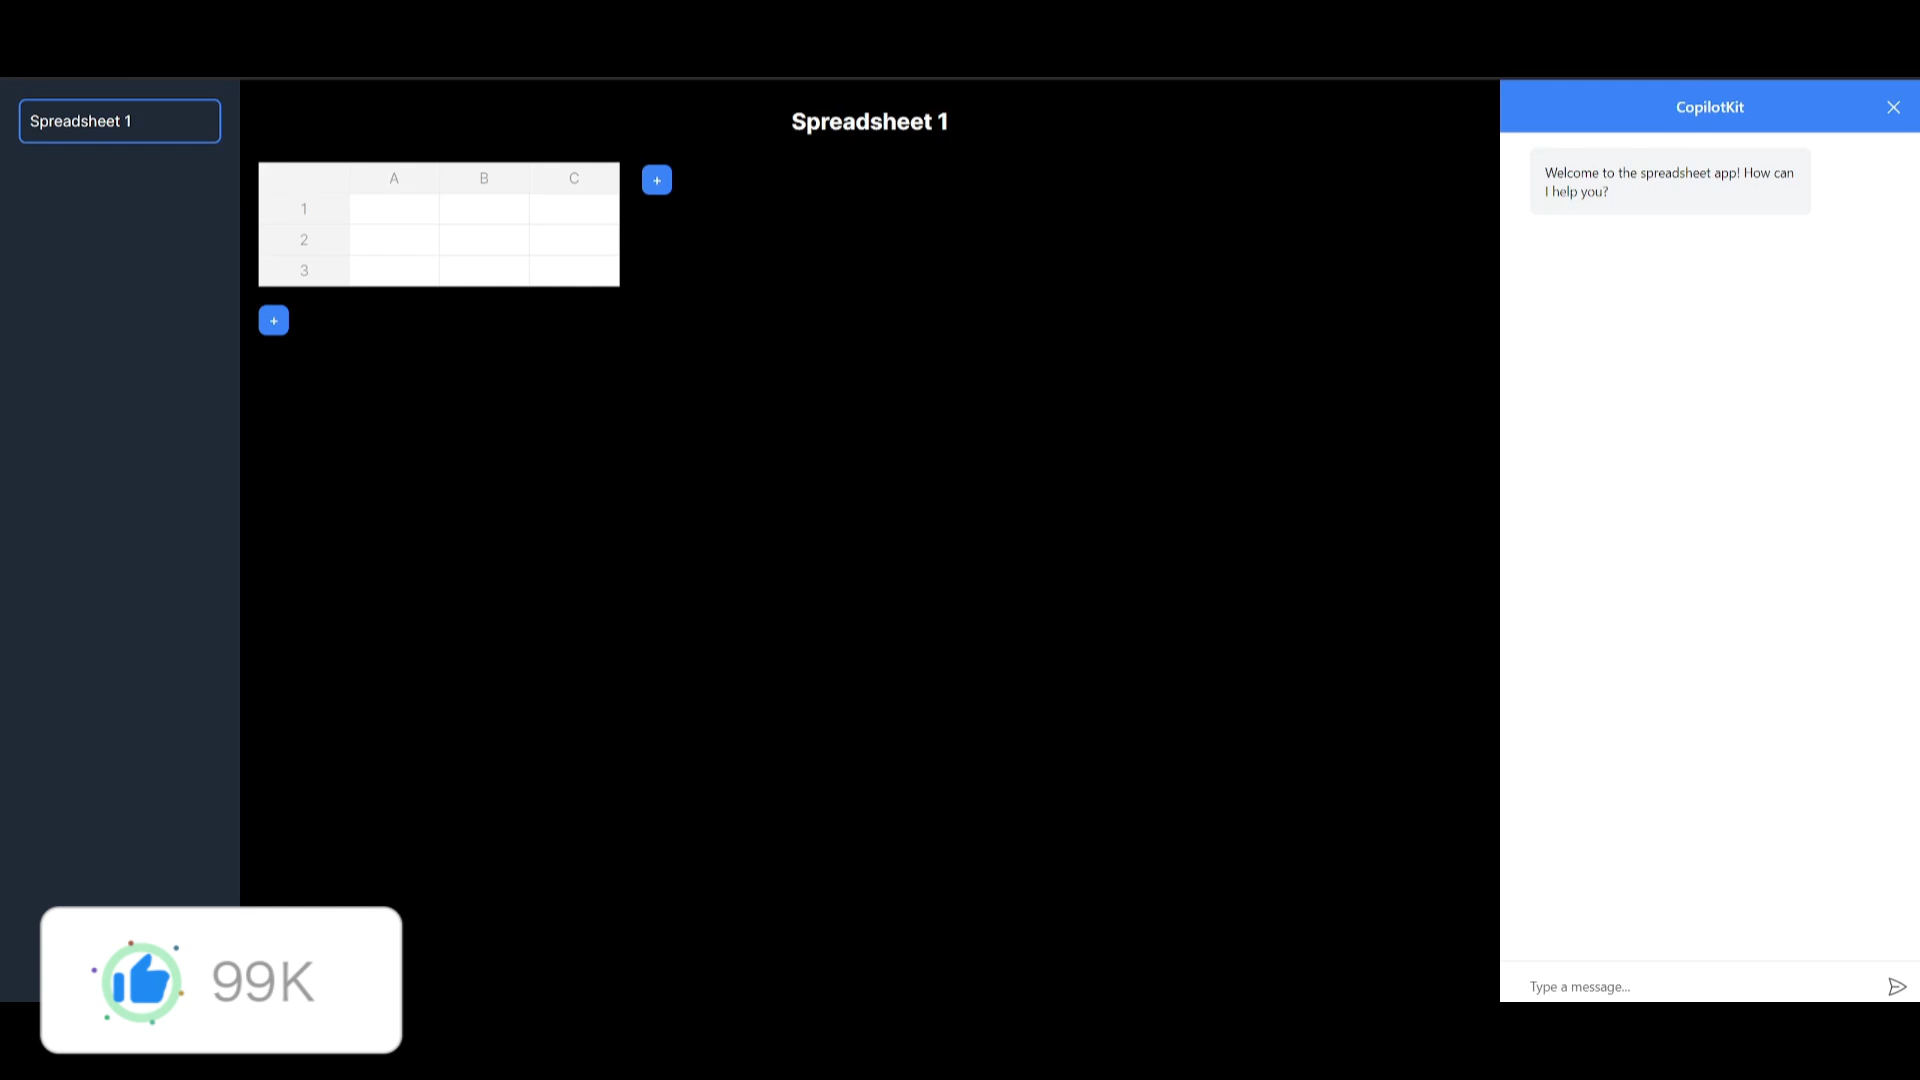 Spreadsheet 1
Spreadsheet 1
A B C
1
2
3
+
+
CopilotKit
Welcome to the spreadsheet app! How can
I help you?
Type a message...
99K